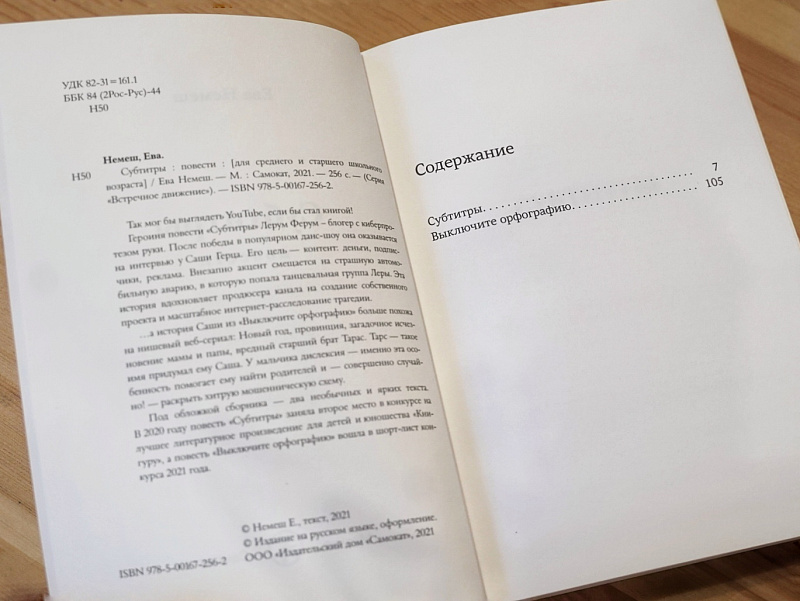 УДК 82-31=161.1
ББК 84 (2Рос-Рус)-44
Н50
Немеш, Ева.
Н50 Субтитры : повести : [для среднего и старшего школьного
возраста] / Ева Немеш. — М. : Самокат, 2021. — 256 с. — (Серия
«Встречное движение»). — ISBN 978-5-00167-256-2.
Так мог бы выглядеть YouTube, если бы стал книгой!
Героиня повести «Субтитры» Лерум Ферум – блогер с киберпро-
тезом руки. После победы в популярном данс-шоу она оказывается
на интервью у Саши Герца. Его цель — контент: деньги, подпис-
чики, реклама. Внезапно акцент смещается на страшную автомо-
бильную аварию, в которую попала танцевальная группа Леры. Эта
история вдохновляет продюсера канала на создание собственного
проекта и масштабное интернет-расследование трагедии.
...а история Саши из «Выключите орфографию» больше похожа
на нишевый веб-сериал: Новый год, провинция, загадочное исчез-
новение мамы и папы, вредный старший брат Тарас. Тарс — такое
имя придумал ему Саша. У мальчика дислексия — именно эта осо-
бенность помогает ему найти родителей и — совершенно случай-
но! — раскрыть хитрую мошенническую схему.
Под обложкой сборника — два необычных и ярких текста.
В 2020 году повесть «Субтитры» заняла второе место в конкурсе на
лучшее литературное произведение для детей и юношества «Кни-
гуру», а повесть «Выключите орфографию» вошла в шорт-лист кон-
курса 2021 года.
© Немеш Е., текст, 2021
© Издание на русском языке, оформление.
ISBN 978-5-00167-256-2 ООО «Издательский дом «Самокат», 2021
Содержание
Субтитры. . . . . . . . . . . . . . . . . . . . . . . . . . . . . . . . . . 7
Выключите орфографию. . . . . . . . . . . . . . . . . . . . 105